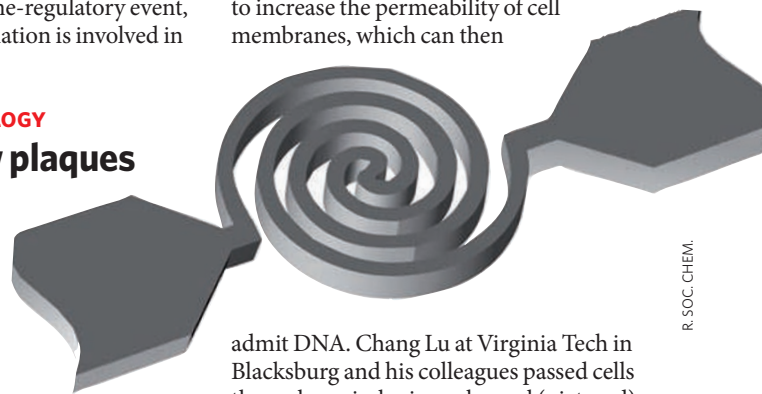 ne-regulatory event,
ation is involved in
OGY
plaques
to increase the permeability of cell
membranes, which can then
R. SOC. CHEM.
admit DNA. Chang Lu at Virginia Tech in
Blacksburg and his colleagues passed cells